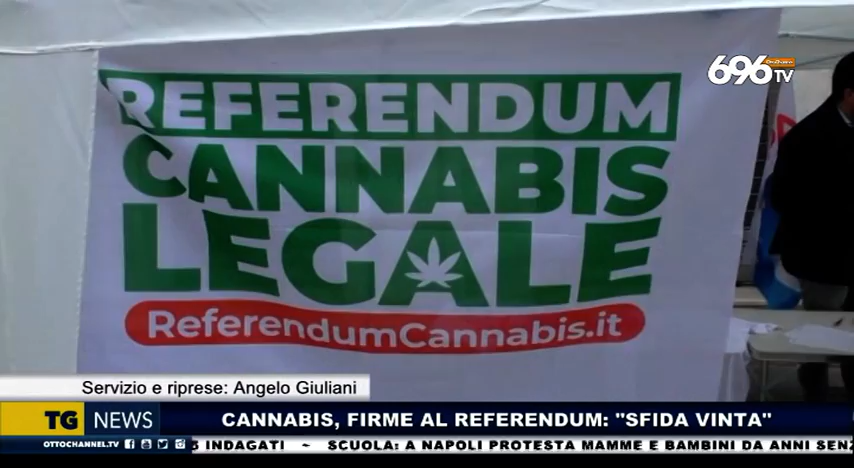 696 TV
REFERENDUM
CANNABIS
LEGALE
ReferendumCannabis.it
Servizio e riprese: Angelo Giuliani
TG NEWS
CANNABIS, FIRME AL REFERENDUM: "SFIDA VINTA"
OTTOCHANNEL.TV
INDAGATI ~ SCUOLA: A NAPOLI PROTESTA MAMME E BAMBINI DA ANNI SENZ